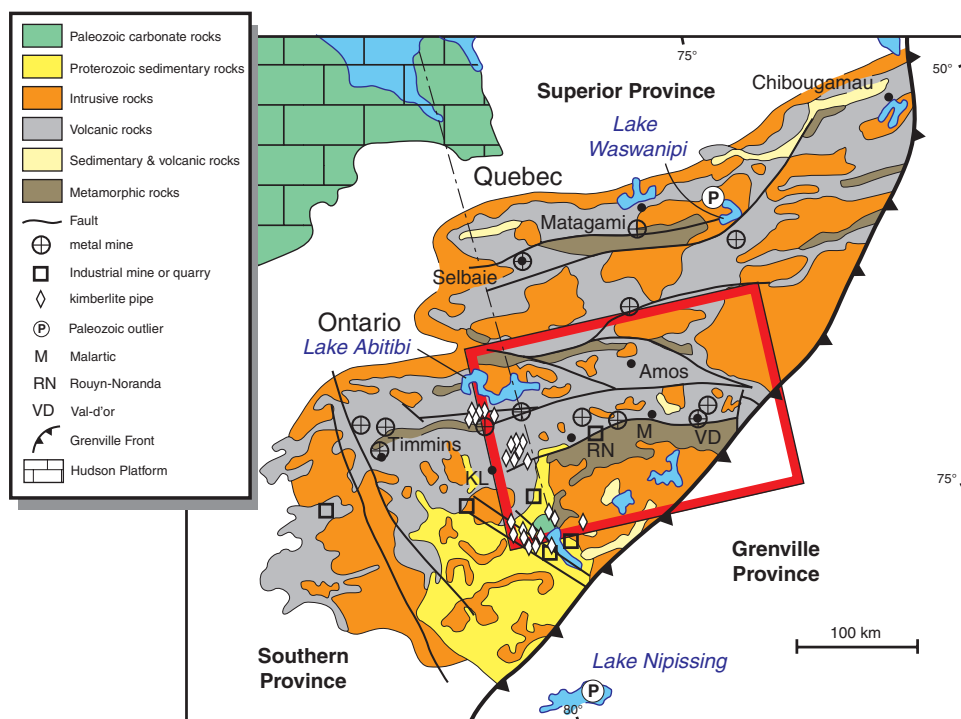 Paleozoic carbonate rocks
Proterozoic sedimentary rocks
Intrusive rocks
Volcanic rocks
Sedimentary & volcanic rocks
Metamorphic rocks
Fault
metal mine
Industrial mine or quarry
kimberlite pipe
P Paleozoic outlier
M Malartic
RN Rouyn-Noranda
VD Val-d'or
Grenville Front
Hudson Platform
75°
50°
Superior Province
Chibougamau
Lake
Waswanipi
Quebec
P
Matagami
Selbaie
Ontario
Lake Abitibi
Amos
Timmins
RN
M
VD
KL
75°
Grenville
Province
100 km
Southern
Province
Lake Nipissing
P
80°